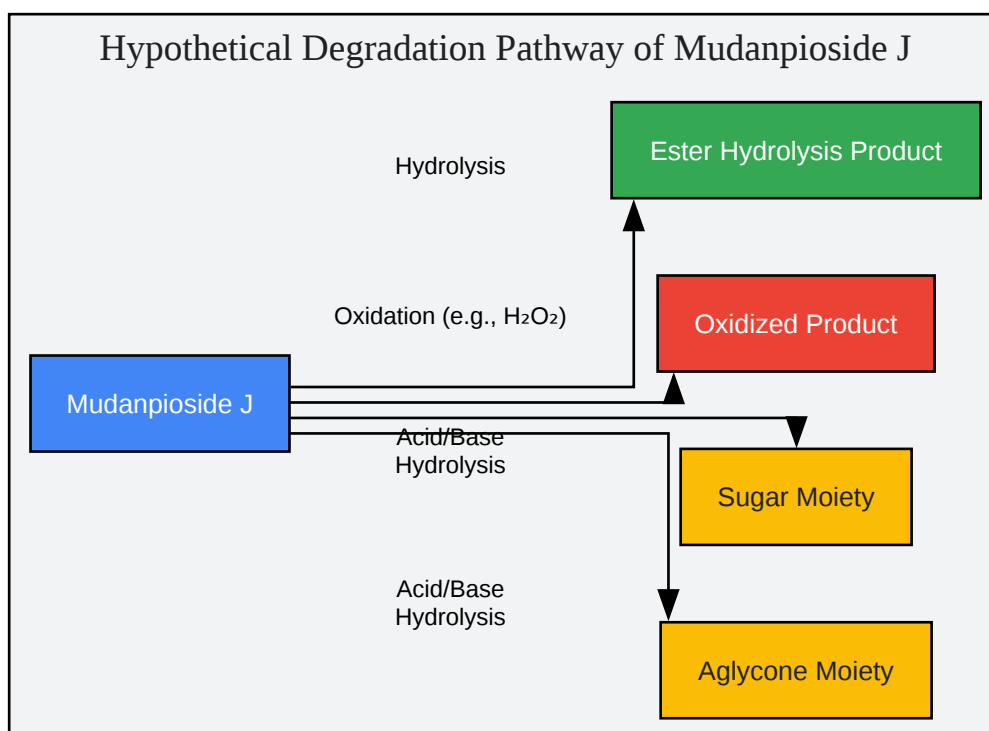 Hypothetical Degradation Pathway of Mudanpioside J
Hydrolysis
Ester Hydrolysis Product
Oxidation (e.g., H₂O₂)
Oxidized Product
Mudanpioside J
Acid/Base
Hydrolysis
Sugar Moiety
Acid/Base
Hydrolysis
Aglycone Moiety